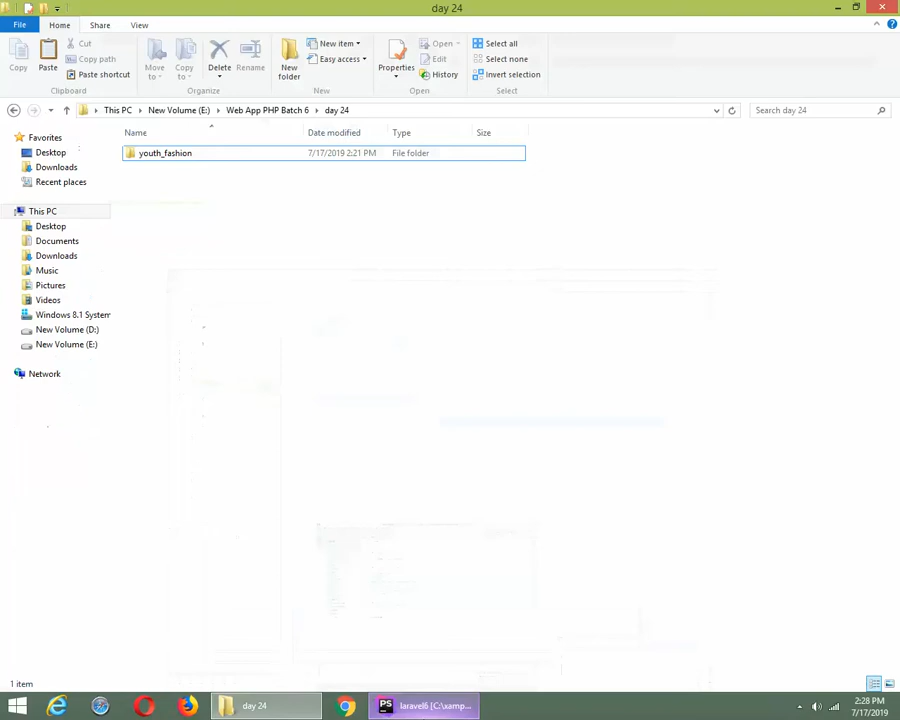 day 24
File Home Share View
Copy
Paste
Cut
Copy path
Paste shortcut
Clipboard
Move to
Copy to
Delete
Rename
Organize
New folder
New item
Easy access
New
Properties
Open
Edit
History
Open
Select all
Select none
Invert selection
Select
This PC New Volume (E:) Web App PHP Batch 6 day 24
Search day 24
Name Date modified Type Size
youth_fashion 7/17/2019 2:21 PM File folder
Favorites
Desktop
Downloads
Recent places
This PC
Desktop
Documents
Downloads
Music
Pictures
Videos
Windows 8.1 System
New Volume (D:)
New Volume (E:)
Network
1 item
day 24
PS laravel6 [C:\xamp...
2:28 PM
7/17/2019